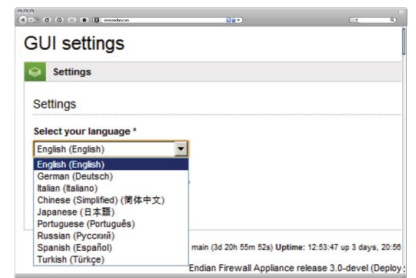 GUI settings
Settings
Settings
Select your language *
English (English)
English (English)
German (Deutsch)
Italian (Italiano)
Chinese (Simplified) (简体中文)
Japanese (日本語)
Portuguese (Português)
Russian (Русский)
Spanish (Español)
Turkish (Türkçe)
main (3d 20h 55m 52s) Uptime: 12:53:47 up 3 days, 20:56
Endian Firewall Appliance release 3.0-devel (Deploy